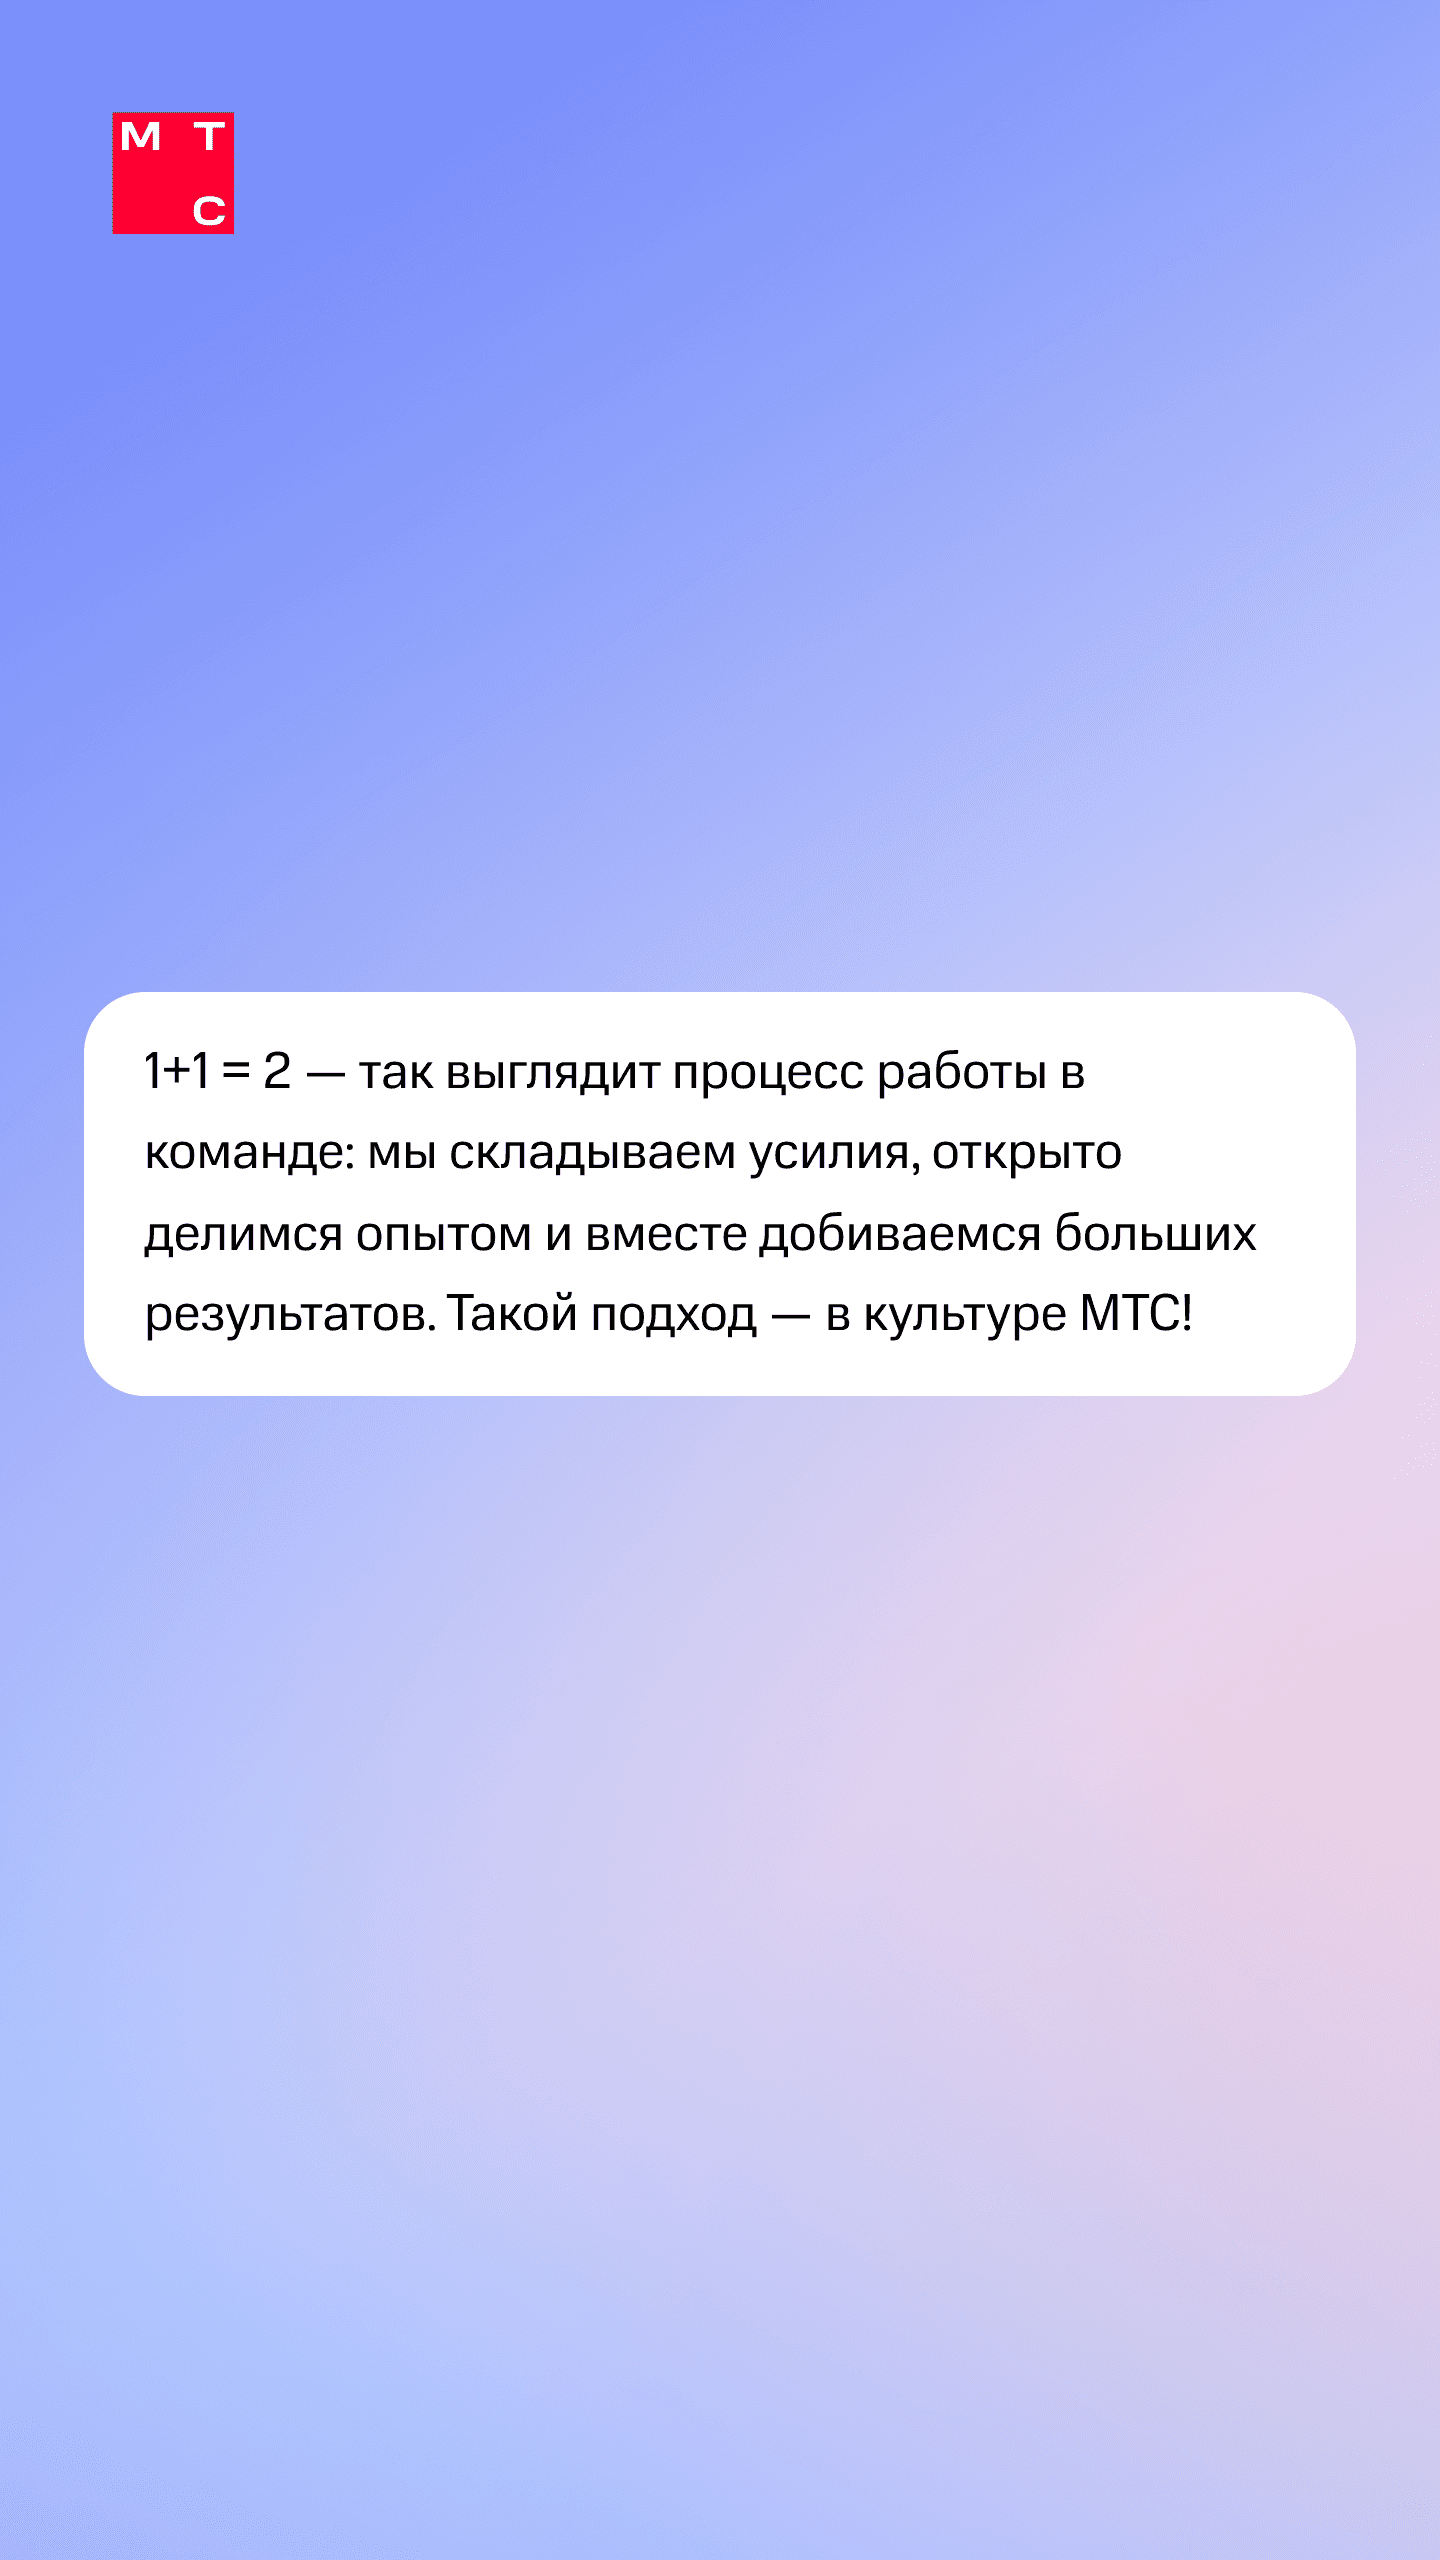 М Т
С
1+1 = 2 — так выглядит процесс работы в
команде: мы складываем усилия, открыто
делимся опытом и вместе добиваемся больших
результатов. Такой подход — в культуре МТС!